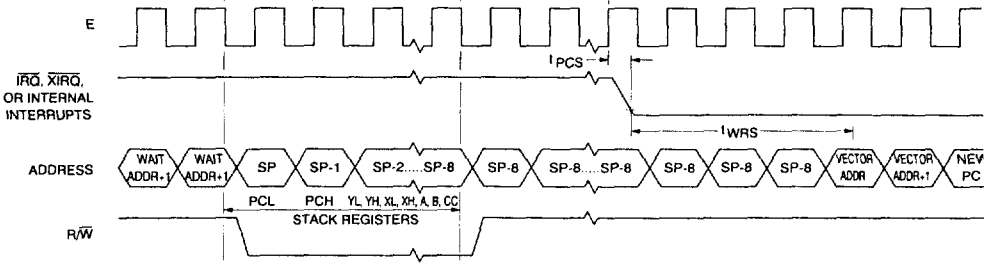 E
tPCS
IRQ, XIRQ,
OR INTERNAL
INTERRUPTS
tWRS
ADDRESS
WAIT
ADDR+1
WAIT
ADDR+1
SP
SP-1
SP-2.....SP-8
SP-8
SP-8......SP-8
SP-8
SP-8
SP-8
VECTOR
ADDR
VECTOR
ADDR+1
NEW
PC
PCL
PCH
YL, YH, XL, XH, A, B, CC
STACK REGISTERS
R/W